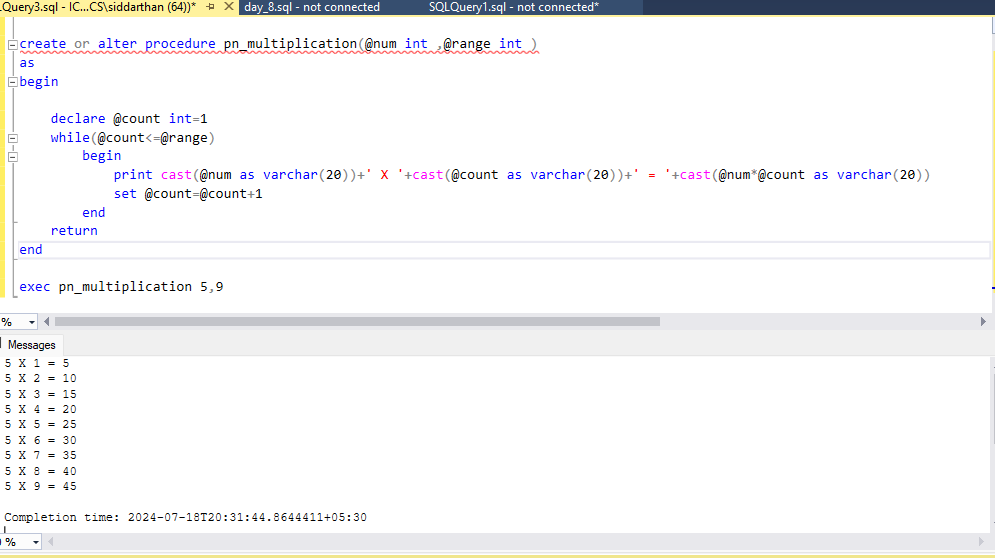 LQuery3.sql - IC...CS\siddarthan (64))* day_8.sql - not connected SQLQuery1.sql - not connected*
create or alter procedure pn_multiplication(@num int ,@range int )
as
begin
declare @count int=1
while(@count<=@range)
begin
print cast(@num as varchar(20))+' X '+cast(@count as varchar(20))+' = '+cast(@num*@count as varchar(20))
set @count=@count+1
end
return
end
exec pn_multiplication 5,9
%
Messages
5 X 1 = 5
5 X 2 = 10
5 X 3 = 15
5 X 4 = 20
5 X 5 = 25
5 X 6 = 30
5 X 7 = 35
5 X 8 = 40
5 X 9 = 45
Completion time: 2024-07-18T20:31:44.8644411+05:30
%